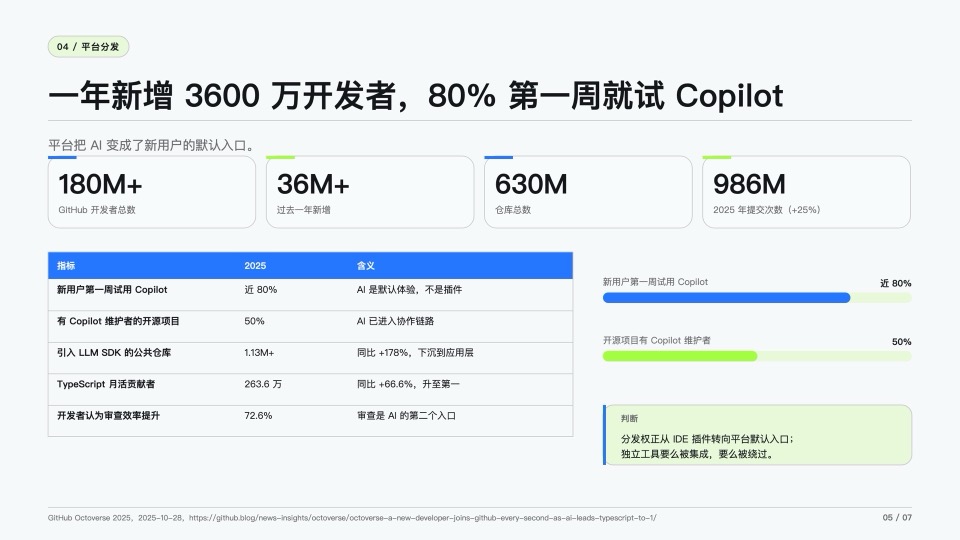 04 / 平台分发
一年新增 3600 万开发者，80% 第一周就试 Copilot
平台把 AI 变成了新用户的默认入口。
180M+
GitHub 开发者总数
36M+
过去一年新增
630M
仓库总数
986M
2025 年提交次数（+25%）
指标 2025 含义
新用户第一周试用 Copilot 近 80% AI 是默认体验，不是插件
有 Copilot 维护者的开源项目 50% AI 已进入协作链路
引入 LLM SDK 的公共仓库 1.13M+ 同比 +178%，下沉到应用层
TypeScript 月活贡献者 263.6 万 同比 +66.6%，升至第一
开发者认为审查效率提升 72.6% 审查是 AI 的第二个入口
新用户第一周试用 Copilot 近 80%
开源项目有 Copilot 维护者 50%
判断
分发权正从 IDE 插件转向平台默认入口；
独立工具要么被集成，要么被绕过。
GitHub Octoverse 2025，2025-10-28，https://github.blog/news-insights/octoverse/octoverse-a-new-developer-joins-github-every-second-as-ai-leads-typescript-to-1/
05 / 07